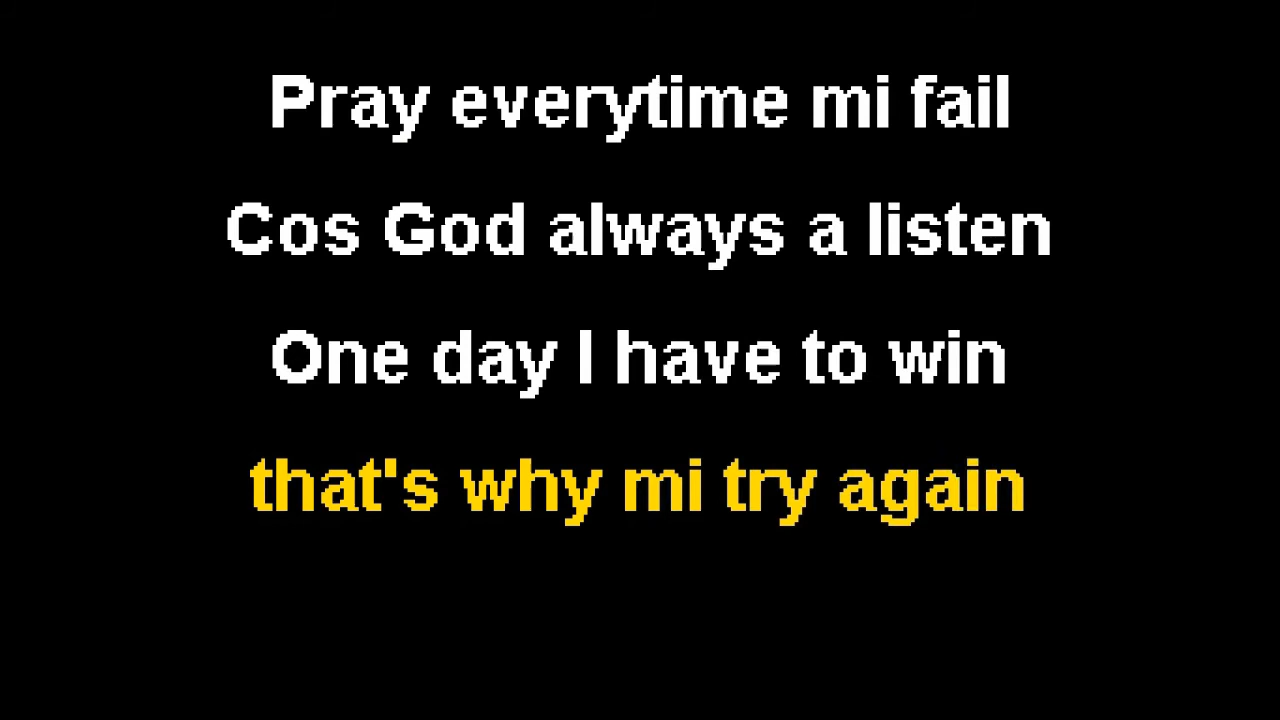 Pray everytime mi fail
Cos God always a listen
One day I have to win
that's why mi try again